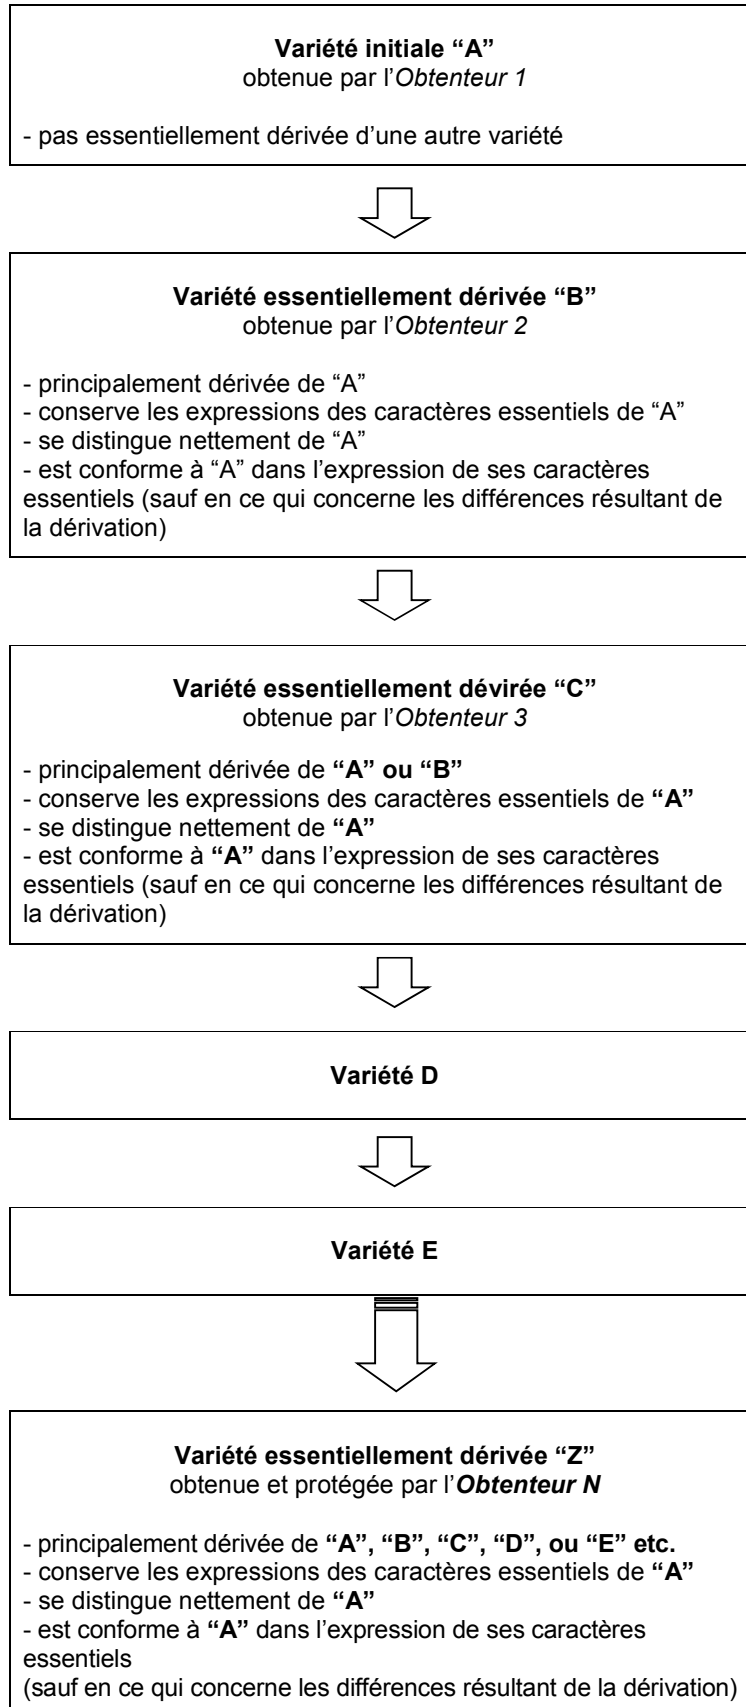 Variété initiale “A”
obtenue par l’Obtenteur 1
- pas essentiellement dérivée d’une autre variété
Variété essentiellement dérivée “B”
obtenue par l’Obtenteur 2
- principalement dérivée de “A”
- conserve les expressions des caractères essentiels de “A”
- se distingue nettement de “A”
- est conforme à “A” dans l’expression de ses caractères
essentiels (sauf en ce qui concerne les différences résultant de
la dérivation)
Variété essentiellement dévirée “C”
obtenue par l’Obtenteur 3
- principalement dérivée de “A” ou “B”
- conserve les expressions des caractères essentiels de “A”
- se distingue nettement de “A”
- est conforme à “A” dans l’expression de ses caractères
essentiels (sauf en ce qui concerne les différences résultant de
la dérivation)
Variété D
Variété E
Variété essentiellement dérivée “Z”
obtenue et protégée par l’Obtenteur N
- principalement dérivée de “A”, “B”, “C”, “D”, ou “E” etc.
- conserve les expressions des caractères essentiels de “A”
- se distingue nettement de “A”
- est conforme à “A” dans l’expression de ses caractères
essentiels
(sauf en ce qui concerne les différences résultant de la dérivation)